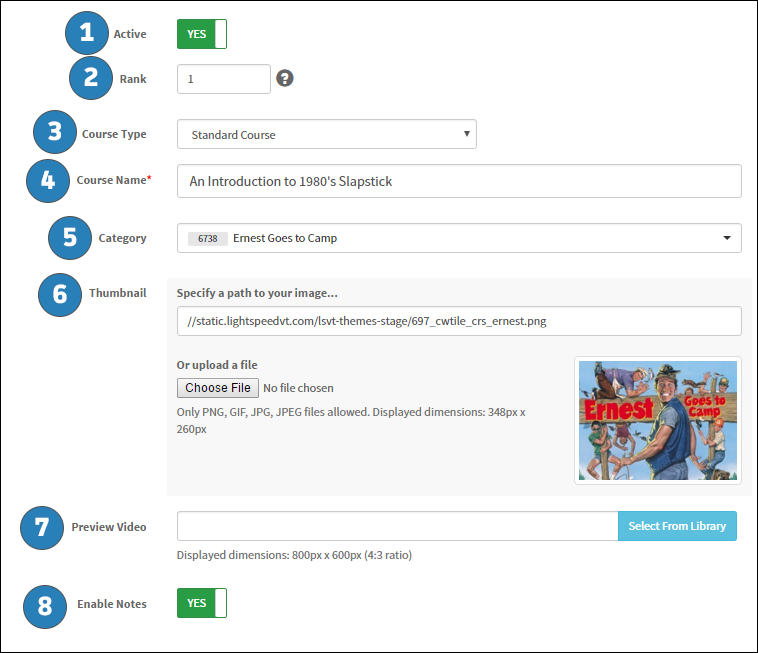 1 Active YES
2 Rank 1 ?
3 Course Type Standard Course
4 Course Name* An Introduction to 1980's Slapstick
5 Category 6738 Ernest Goes to Camp
6 Thumbnail Specify a path to your image...
//static.lightspeedvt.com/lsvt-themes-stage/697_cwtile_crs_ernest.png
Or upload a file
Choose File No file chosen
Only PNG, GIF, JPG, JPEG files allowed. Displayed dimensions: 348px x
260px
Ernest Goes to
Camp
7 Preview Video Select From Library
Displayed dimensions: 800px x 600px (4:3 ratio)
8 Enable Notes YES